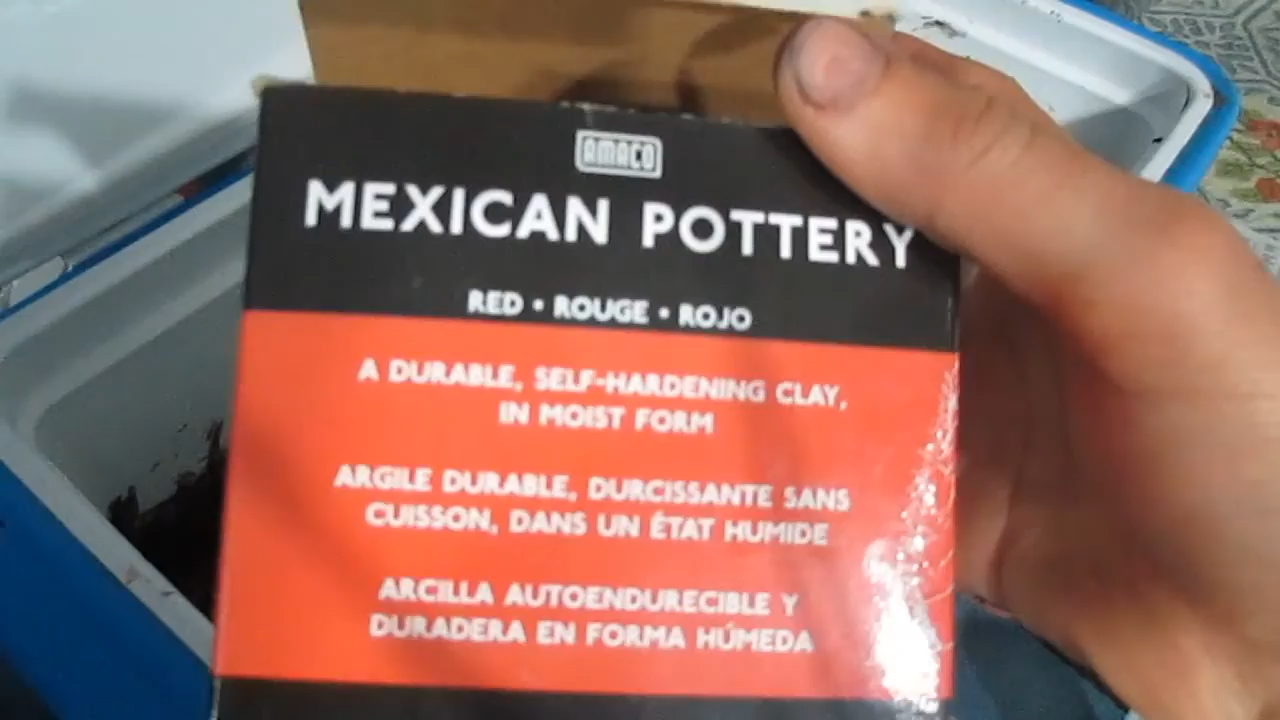 AMACO
MEXICAN POTTERY
RED • ROUGE • ROJO
A DURABLE, SELF-HARDENING CLAY,
IN MOIST FORM
ARGILE DURABLE, DURCISSANTE SANS
CUISSON, DANS UN ÉTAT HUMIDE
ARCILLA AUTOENDURECIBLE Y
DURADERA EN FORMA HÚMEDA